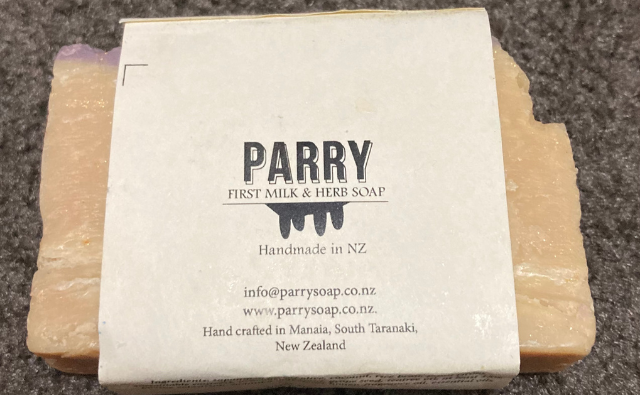 PARRY
FIRST MILK & HERB SOAP
Handmade in NZ
info@parrysoap.co.nz
www.parrysoap.co.nz.
Hand crafted in Manaia, South Taranaki,
New Zealand
Ingredients